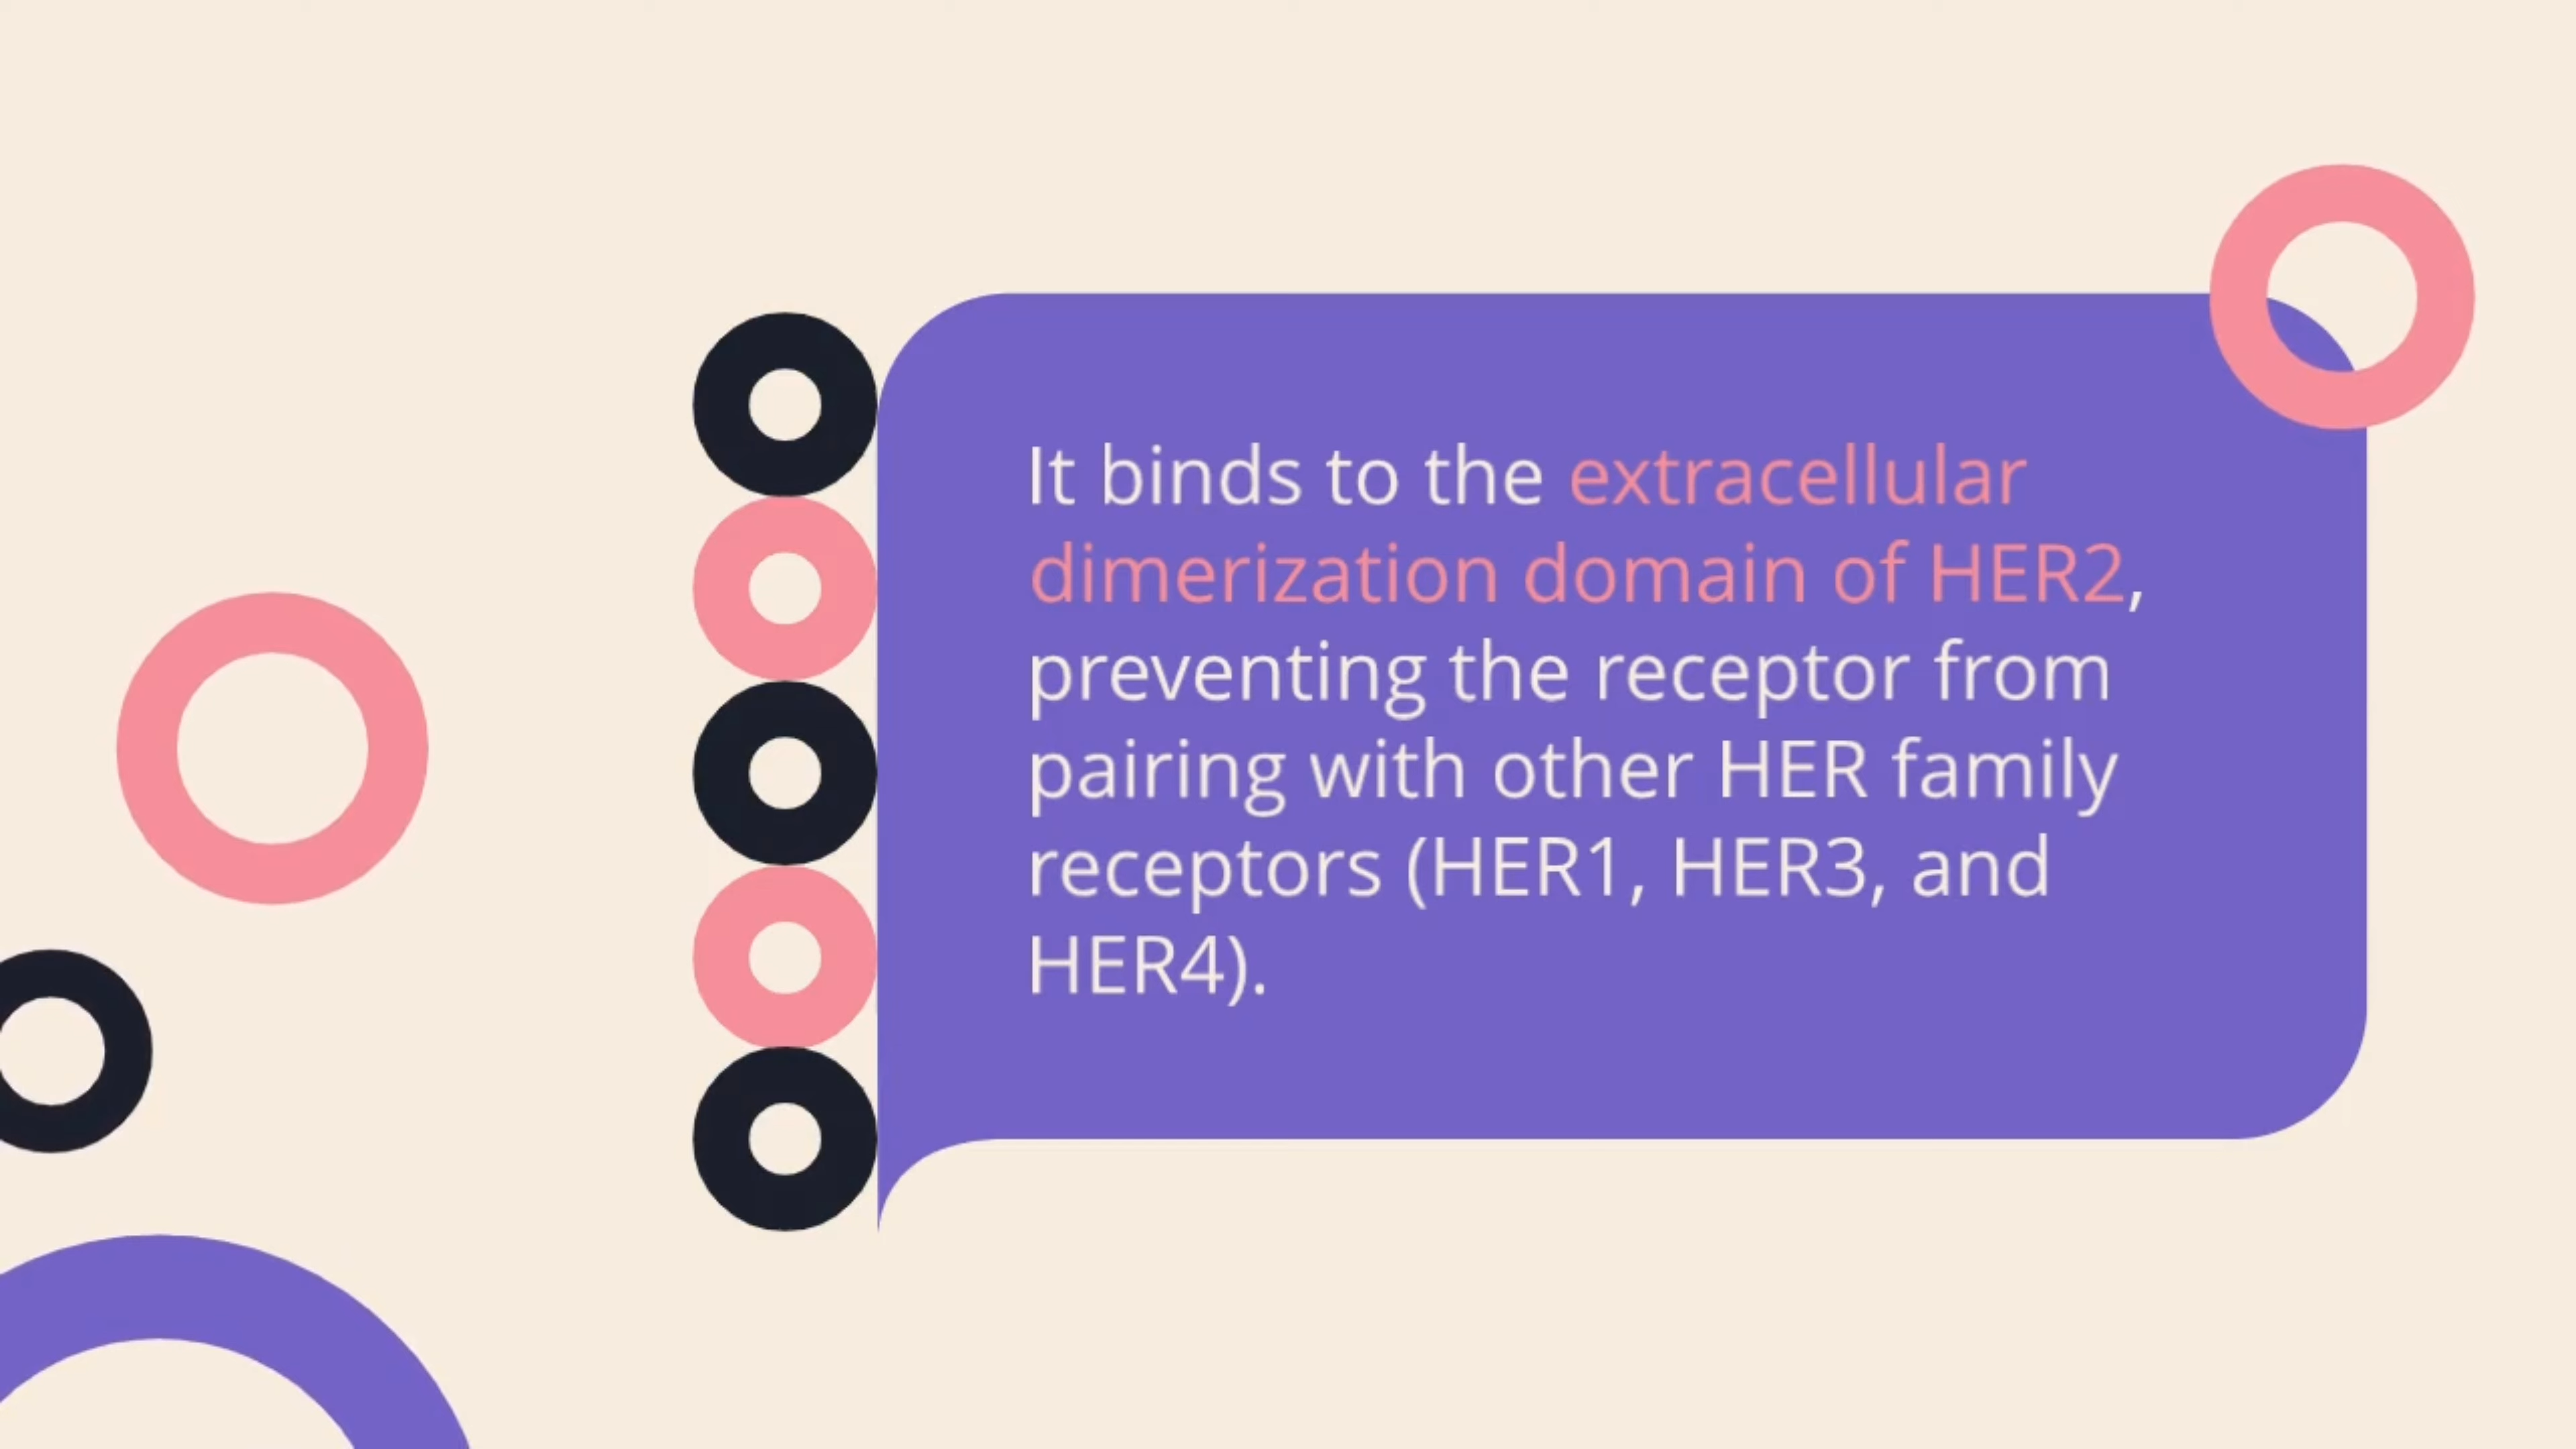 It binds to the extracellular
dimerization domain of HER2,
preventing the receptor from
pairing with other HER family
receptors (HER1, HER3, and
HER4).